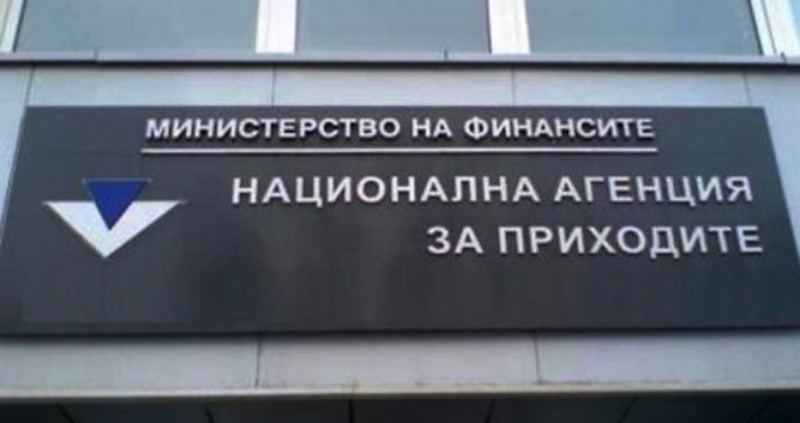 МИНИСТЕРСТВО НА ФИНАНСИТЕ
НАЦИОНАЛНА АГЕНЦИЯ
ЗА ПРИХОДИТЕ